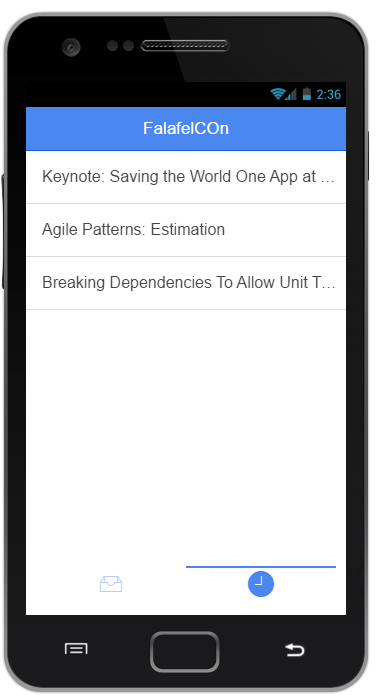 2:36
FalafelCOn
Keynote: Saving the World One App at ...
Agile Patterns: Estimation
Breaking Dependencies To Allow Unit T...